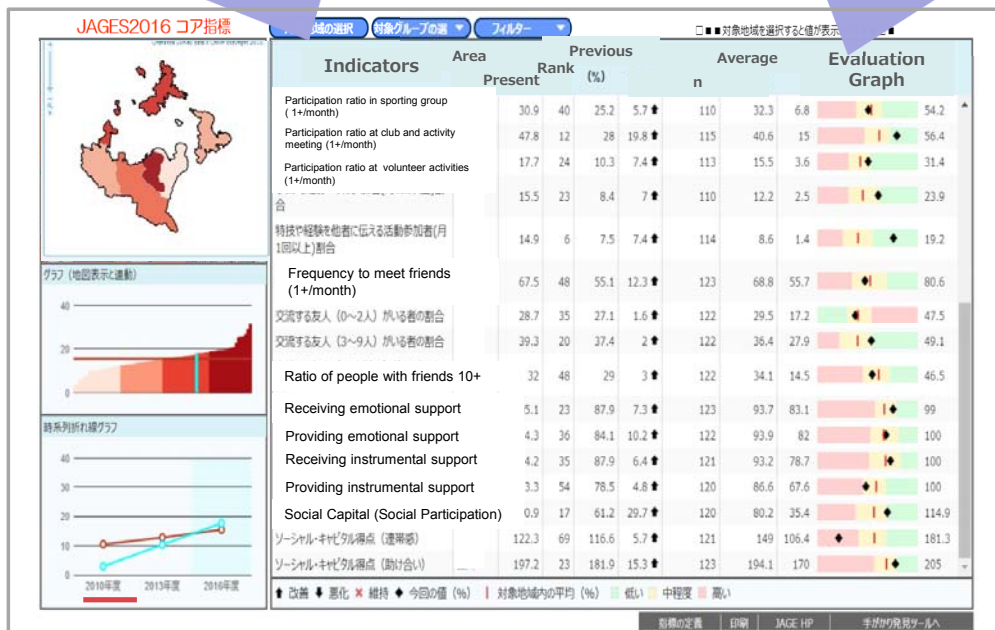 JAGES2016 コア指標
域の選択
対象グループの選 ▼
フィルター ▼
□■■対象地域を選択すると値が表示
Indicators Area Present Rank Previous (%) n Average Evaluation Graph
Participation ratio in sporting group
( 1+/month) 30.9 40 25.2 5.7⬆ 110 32.3 6.8 54.2
Participation ratio at club and activity
meeting (1+/month) 47.8 12 28 19.8⬆ 115 40.6 15 56.4
Participation ratio at volunteer activities
(1+/month) 17.7 24 10.3 7.4⬆ 113 15.5 3.6 31.4
合 15.5 23 8.4 7⬆ 110 12.2 2.5 23.9
特技や経験を他者に伝える活動参加者(月
1回以上)割合 14.9 6 7.5 7.4⬆ 114 8.6 1.4 19.2
Frequency to meet friends
(1+/month) 67.5 48 55.1 12.3⬆ 123 68.8 55.7 80.6
交流する友人（0～2人）がいる者の割合 28.7 35 27.1 1.6⬆ 122 29.5 17.2 47.5
交流する友人（3～9人）がいる者の割合 39.3 20 37.4 2⬆ 122 36.4 27.9 49.1
Ratio of people with friends 10+ 32 48 29 3⬆ 122 34.1 14.5 46.5
Receiving emotional support 5.1 23 87.9 7.3⬆ 123 93.7 83.1 99
Providing emotional support 4.3 36 84.1 10.2⬆ 122 93.9 82 100
Receiving instrumental support 4.2 35 87.9 6.4⬆ 121 93.2 78.7 100
Providing instrumental support 3.3 54 78.5 4.8⬆ 120 86.6 67.6 100
Social Capital (Social Participation) 0.9 17 61.2 29.7⬆ 120 80.2 35.4 114.9
ソーシャル・キャピタル得点（連帯感） 122.3 69 116.6 5.7⬆ 121 149 106.4 181.3
ソーシャル・キャピタル得点（助け合い） 197.2 23 181.9 15.3⬆ 123 194.1 170 205
⬆ 改善 ⬇ 悪化 ✖ 維持 ◆ 今回の値（%） | 対象地域内の平均（%） 低い 中程度 高い
グラフ（地図表示と連動）
40
20
0
時系列折れ線グラフ
40
30
20
10
0
2010年度 2013年度 2016年度
指標の定義 印刷 JAGE HP 手がかり発見ツールへ